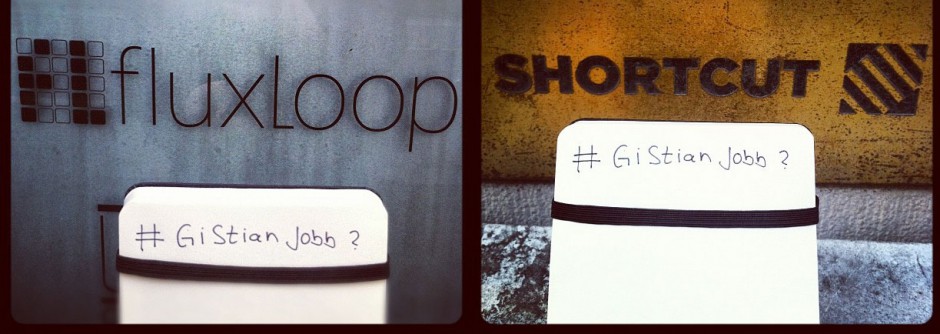 fluxLoop
# GiStian Jobb ?
SHORTCUT
# GiStian Jobb ?